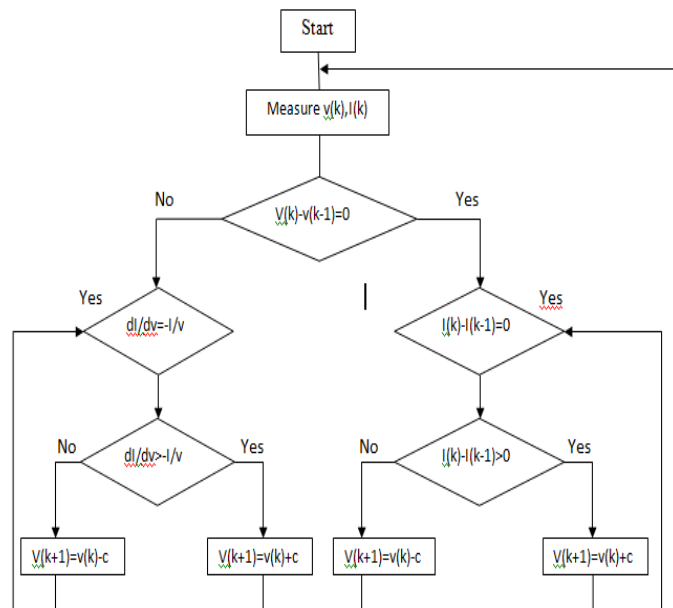 Start
Measure v(k),I(k)
No
Yes
V(k)-v(k-1)=0
Yes
Yes
dI/dv=-I/v
I(k)-I(k-1)=0
No
Yes
No
Yes
dI/dv>-I/v
I(k)-I(k-1)>0
V(k+1)=v(k)-c
V(k+1)=v(k)+c
V(k+1)=v(k)-c
V(k+1)=v(k)+c